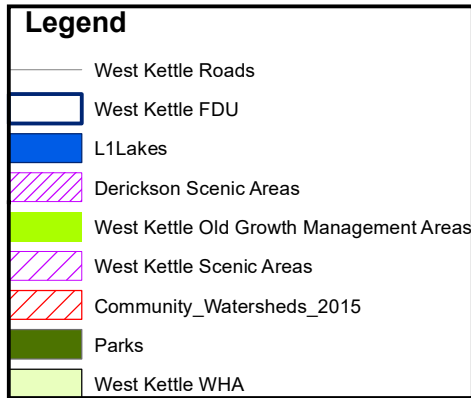 Legend
West Kettle Roads
West Kettle FDU
L1Lakes
Derickson Scenic Areas
West Kettle Old Growth Management Areas
West Kettle Scenic Areas
Community_Watersheds_2015
Parks
West Kettle WHA